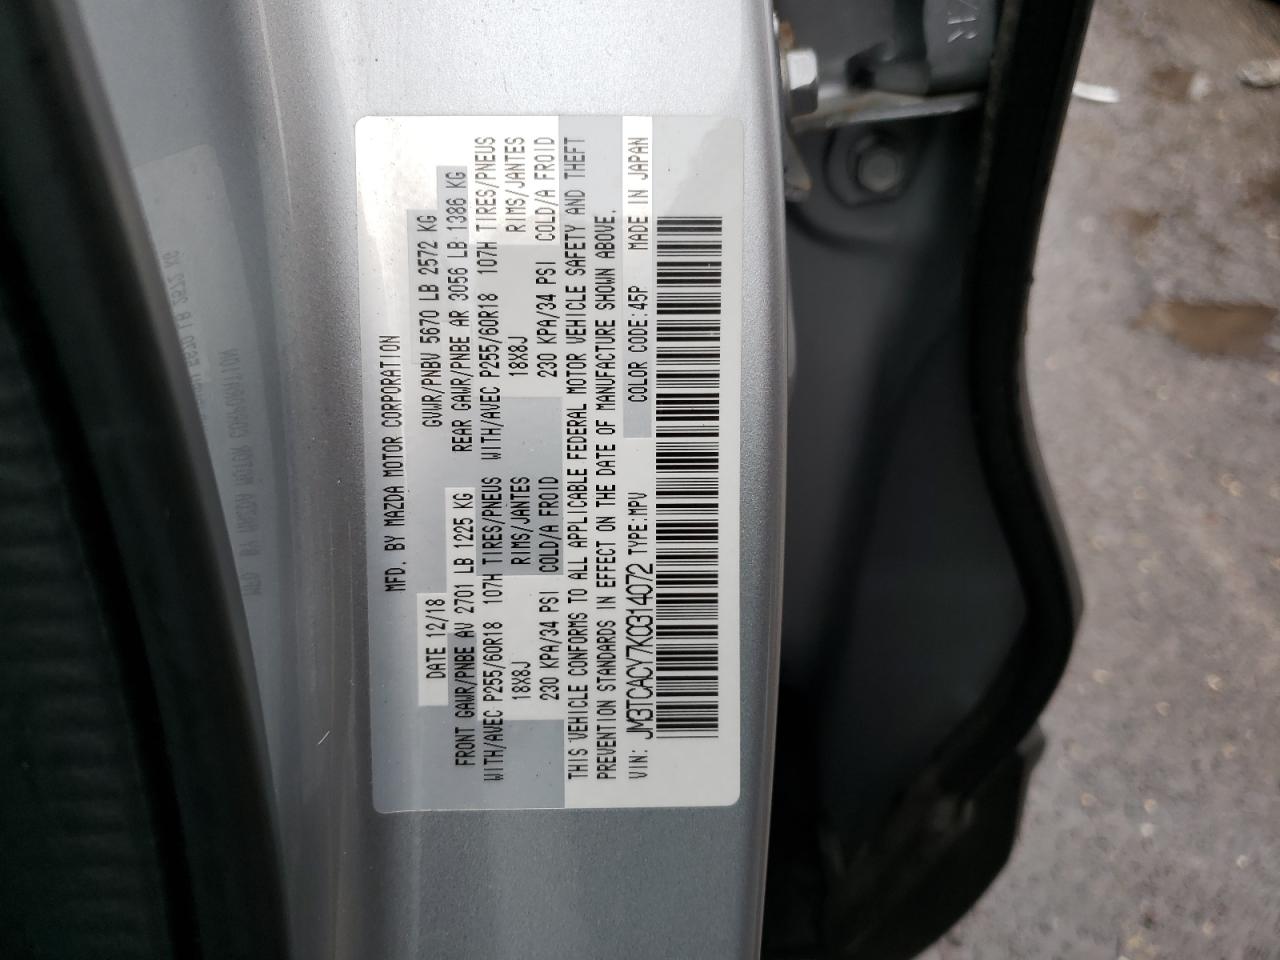 MFD. BY MAZDA MOTOR CORPORATION
DATE 12/18 GVWR/PNBV 5670 LB 2572 KG
FRONT GAWR/PNBE AV 2701 LB 1225 KG REAR GAWR/PNBE AR 3056 LB 1386 KG
WITH/AVEC P255/60R18 107H TIRES/PNEUS WITH/AVEC P255/60R18 107H TIRES/PNEUS
18X8J RIMS/JANTES 18X8J RIMS/JANTES
230 KPA/34 PSI COLD/A FROID 230 KPA/34 PSI COLD/A FROID
THIS VEHICLE CONFORMS TO ALL APPLICABLE FEDERAL MOTOR VEHICLE SAFETY AND THEFT
PREVENTION STANDARDS IN EFFECT ON THE DATE OF MANUFACTURE SHOWN ABOVE.
VIN: JM3TCACY7K0314072 TYPE:MPV COLOR CODE:45P MADE IN JAPAN